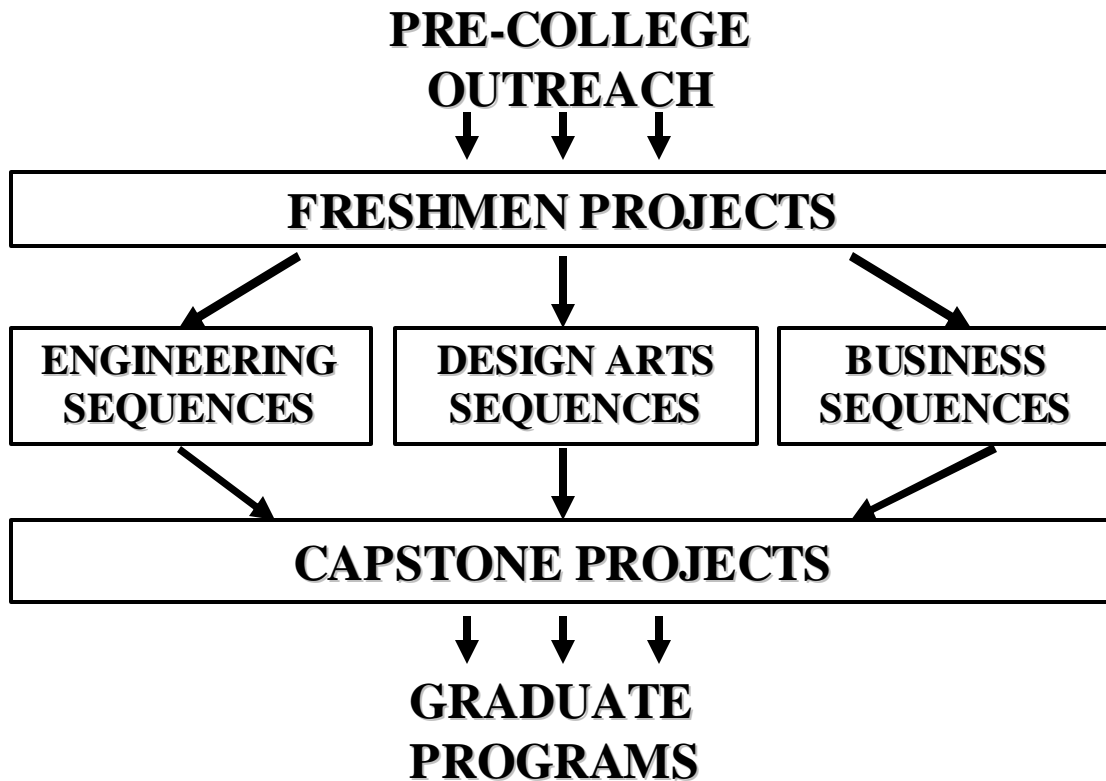 PRE-COLLEGE
OUTREACH
FRESHMEN PROJECTS
ENGINEERING
SEQUENCES
DESIGN ARTS
SEQUENCES
BUSINESS
SEQUENCES
CAPSTONE PROJECTS
GRADUATE
PROGRAMS